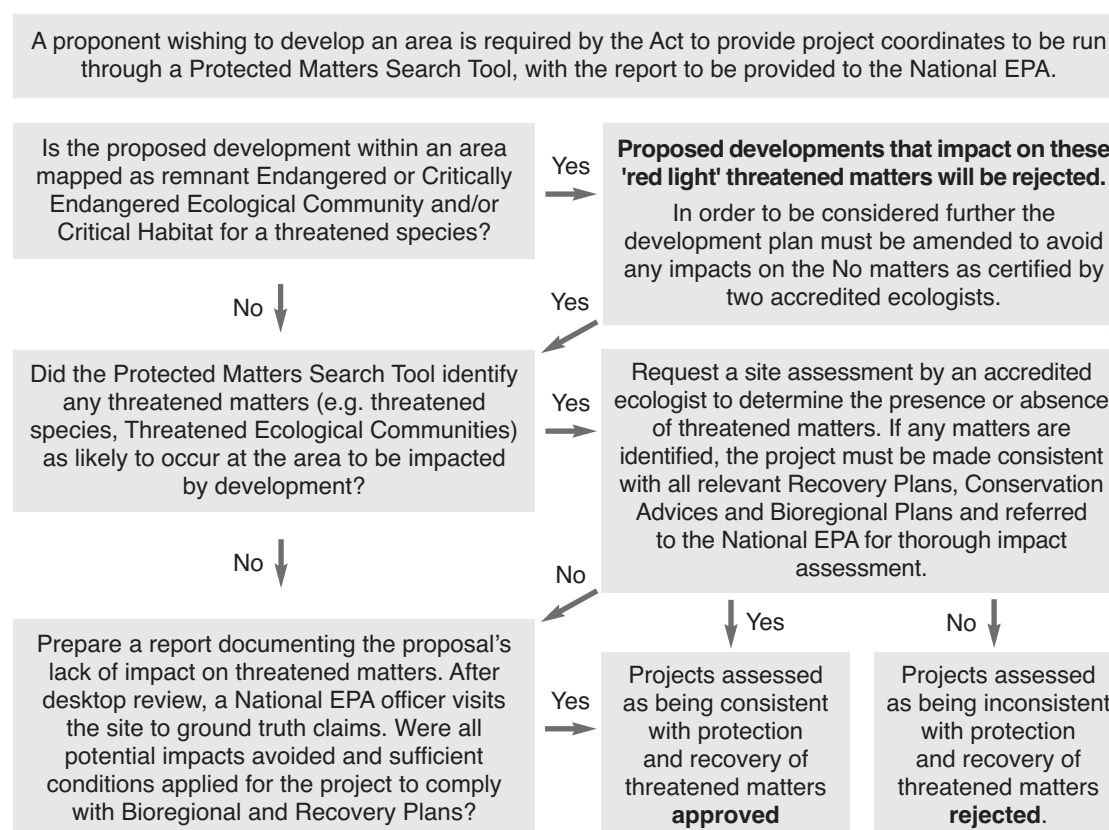 A proponent wishing to develop an area is required by the Act to provide project coordinates to be run
through a Protected Matters Search Tool, with the report to be provided to the National EPA.
Is the proposed development within an area
mapped as remnant Endangered or Critically
Endangered Ecological Community and/or
Critical Habitat for a threatened species?
Yes
Proposed developments that impact on these
'red light' threatened matters will be rejected.
In order to be considered further the
development plan must be amended to avoid
any impacts on the No matters as certified by
two accredited ecologists.
No
Yes
Did the Protected Matters Search Tool identify
any threatened matters (e.g. threatened
species, Threatened Ecological Communities)
as likely to occur at the area to be impacted
by development?
Yes
Request a site assessment by an accredited
ecologist to determine the presence or absence
of threatened matters. If any matters are
identified, the project must be made consistent
with all relevant Recovery Plans, Conservation
Advices and Bioregional Plans and referred
to the National EPA for thorough impact
assessment.
No
No
Yes
No
Prepare a report documenting the proposal's
lack of impact on threatened matters. After
desktop review, a National EPA officer visits
the site to ground truth claims. Were all
potential impacts avoided and sufficient
conditions applied for the project to comply
with Bioregional and Recovery Plans?
Yes
Projects assessed
as being consistent
with protection
and recovery of
threatened matters
approved
Projects assessed
as being inconsistent
with protection
and recovery of
threatened matters
rejected.